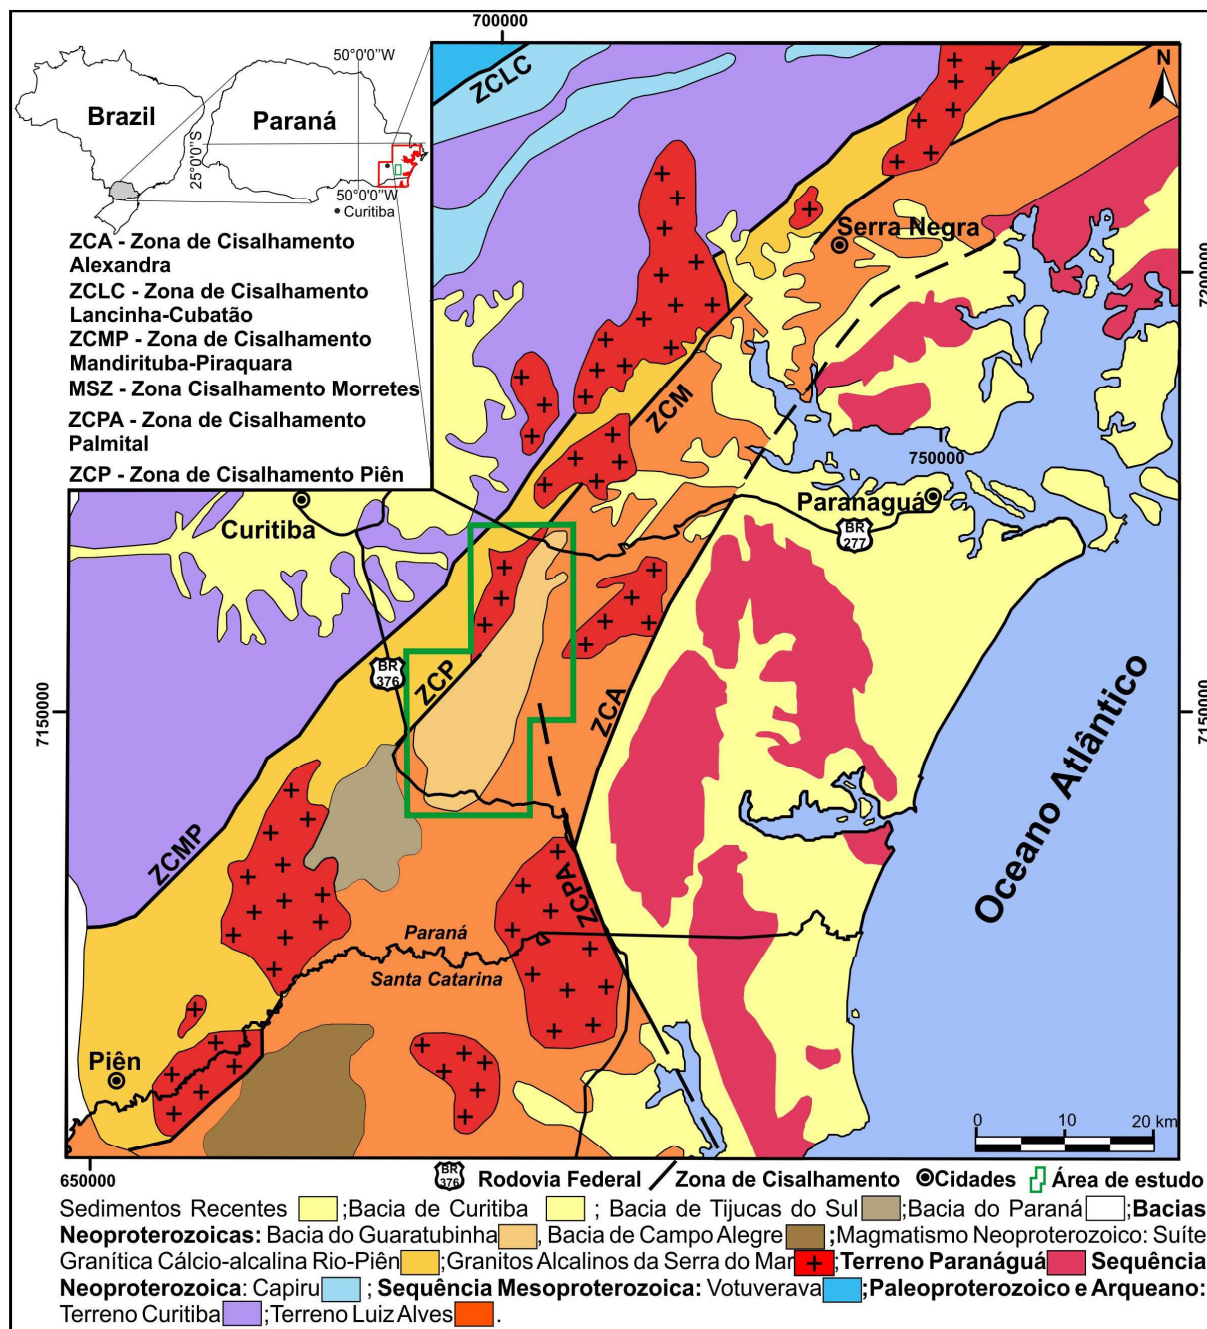 700000
50°0'0''W
Brazil
Paraná
25°0'0''S
50°0'0''W
Curitiba
ZCA - Zona de Cisalhamento
Alexandra
ZCLC - Zona de Cisalhamento
Lancinha-Cubatão
ZCMP - Zona de Cisalhamento
Mandirituba-Piraquara
MSZ - Zona Cisalhamento Morretes
ZCPA - Zona de Cisalhamento
Palmital
ZCP - Zona de Cisalhamento Piên
ZCLC
N
Serra Negra
7200000
ZCM
750000
Paranaguá
BR
277
Curitiba
BR
376
ZCP
ZCA
7150000
7150000
Oceano Atlântico
ZCMP
ZCPA
Paraná
Santa Catarina
Piên
0 10 20 km
650000
BR 376 Rodovia Federal Zona de Cisalhamento Cidades Área de estudo
Sedimentos Recentes ;Bacia de Curitiba ; Bacia de Tijucas do Sul ;Bacia do Paraná ;Bacias
Neoproterozoicas: Bacia do Guaratubinha , Bacia de Campo Alegre ;Magmatismo Neoproterozoico: Suíte
Granítica Cálcio-alcalina Rio-Piên ;Granitos Alcalinos da Serra do Mar ;Terreno Paranáguá Sequência
Neoproterozoica: Capiru ; Sequência Mesoproterozoica: Votuverava ;Paleoproterozoico e Arqueano:
Terreno Curitiba ;Terreno Luiz Alves .